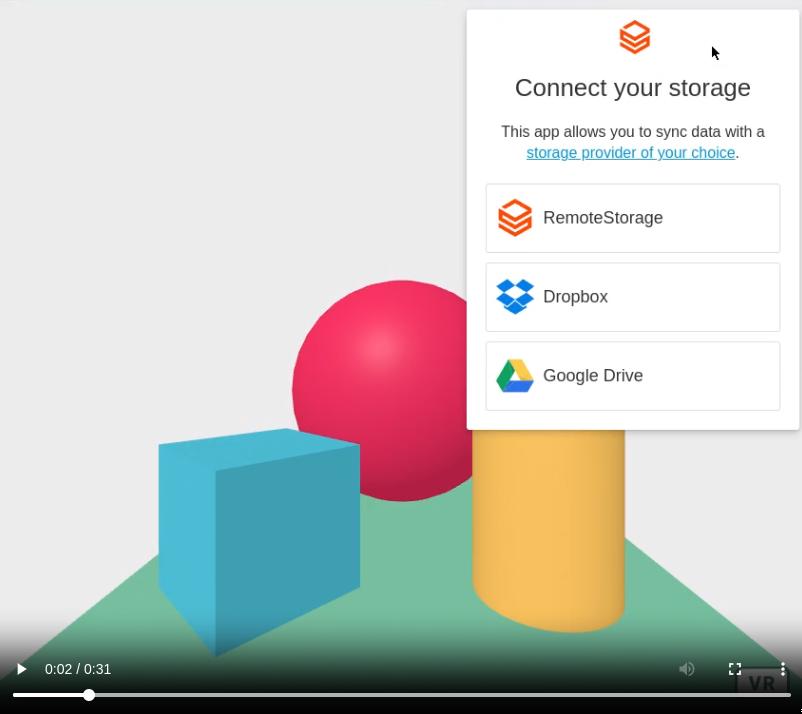 Connect your storage
This app allows you to sync data with a
storage provider of your choice.
RemoteStorage
Dropbox
Google Drive
0:02 / 0:31
VR